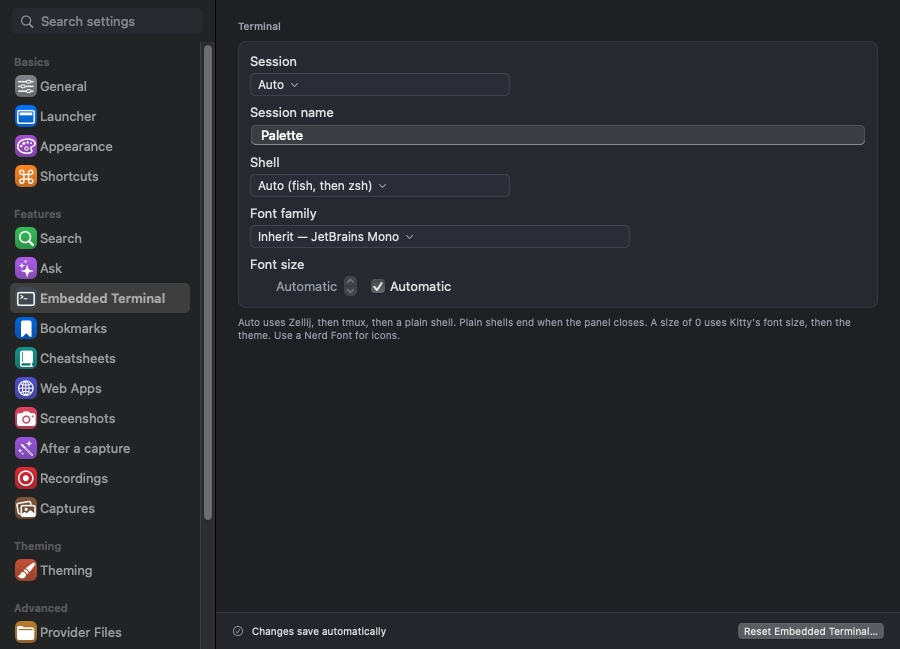 Search settings
Basics
General
Launcher
Appearance
Shortcuts
Features
Search
Ask
Embedded Terminal
Bookmarks
Cheatsheets
Web Apps
Screenshots
After a capture
Recordings
Captures
Theming
Theming
Advanced
Provider Files
Terminal
Session
Auto
Session name
Palette
Shell
Auto (fish, then zsh)
Font family
Inherit — JetBrains Mono
Font size
Automatic
Automatic
Auto uses Zellij, then tmux, then a plain shell. Plain shells end when the panel closes. A size of 0 uses Kitty's font size, then the
theme. Use a Nerd Font for icons.
Changes save automatically
Reset Embedded Terminal...